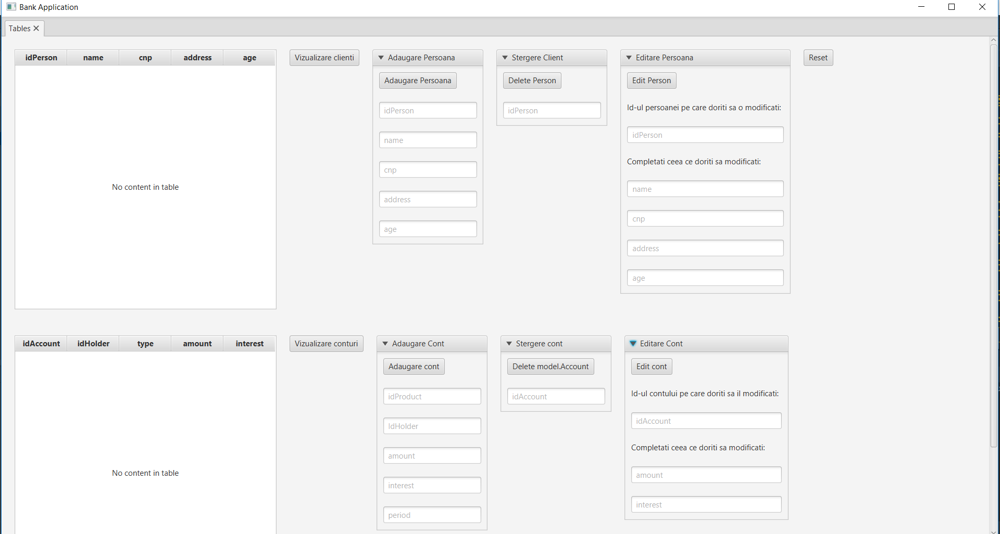 Bank Application
Tables
idPerson name cnp address age
Vizualizare clienti
Adaugare Persoana
Adaugare Persoana
idPerson
name
cnp
address
age
Stergere Client
Delete Person
idPerson
Editare Persoana
Edit Person
Id-ul persoanei pe care doriti sa o modificati:
idPerson
Completati ceea ce doriti sa modificati:
name
cnp
address
age
Reset
No content in table
idAccount idHolder type amount interest
Vizualizare conturi
Adaugare Cont
Adaugare cont
idProduct
IdHolder
amount
interest
period
Stergere cont
Delete model.Account
idAccount
Editare Cont
Edit cont
Id-ul contului pe care doriti sa il modificati:
idAccount
Completati ceea ce doriti sa modificati:
amount
interest
No content in table